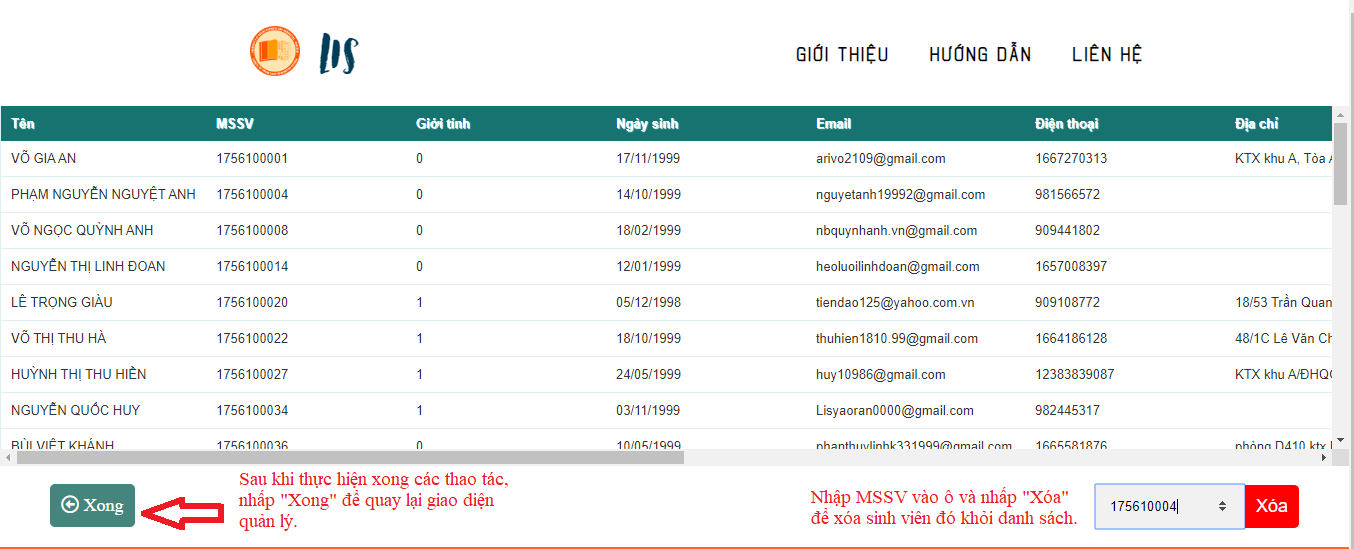 LIS
GIỚI THIỆU HƯỚNG DẪN LIÊN HỆ
Tên MSSV Giới tính Ngày sinh Email Điện thoại Địa chỉ
VÕ GIA AN 1756100001 0 17/11/1999 arivo2109@gmail.com 1667270313 KTX khu A, Tòa
PHẠM NGUYỄN NGUYỆT ANH 1756100004 0 14/10/1999 nguyetanh19992@gmail.com 981566572
VÕ NGỌC QUỲNH ANH 1756100008 0 18/02/1999 nbquynhanh.vn@gmail.com 909441802
NGUYỄN THỊ LINH ĐOAN 1756100014 0 12/01/1999 heoluoilinhdoan@gmail.com 1657008397
LÊ TRỌNG GIÀU 1756100020 1 05/12/1998 tiendao125@yahoo.com.vn 909108772 18/53 Trần Quan
VÕ THỊ THU HÀ 1756100022 1 18/10/1999 thuhien1810.99@gmail.com 1664186128 48/1C Lê Văn Ch
HUỲNH THỊ THU HIỀN 1756100027 1 24/05/1999 huy10986@gmail.com 12383839087 KTX khu A/ĐHQ
NGUYỄN QUỐC HUY 1756100034 1 03/11/1999 Lisyaoran0000@gmail.com 982445317
BÙI VIẾT KHÁNH 1756100036 0 10/05/1999 phanthuylinhk331999@gmail.com 1665581876 phòng D410 ktx
Xong
Sau khi thực hiện xong các thao tác,
nhấp "Xong" để quay lại giao diện
quản lý.
Nhập MSSV vào ô và nhấp "Xóa"
để xóa sinh viên đó khỏi danh sách.
175610004
Xóa